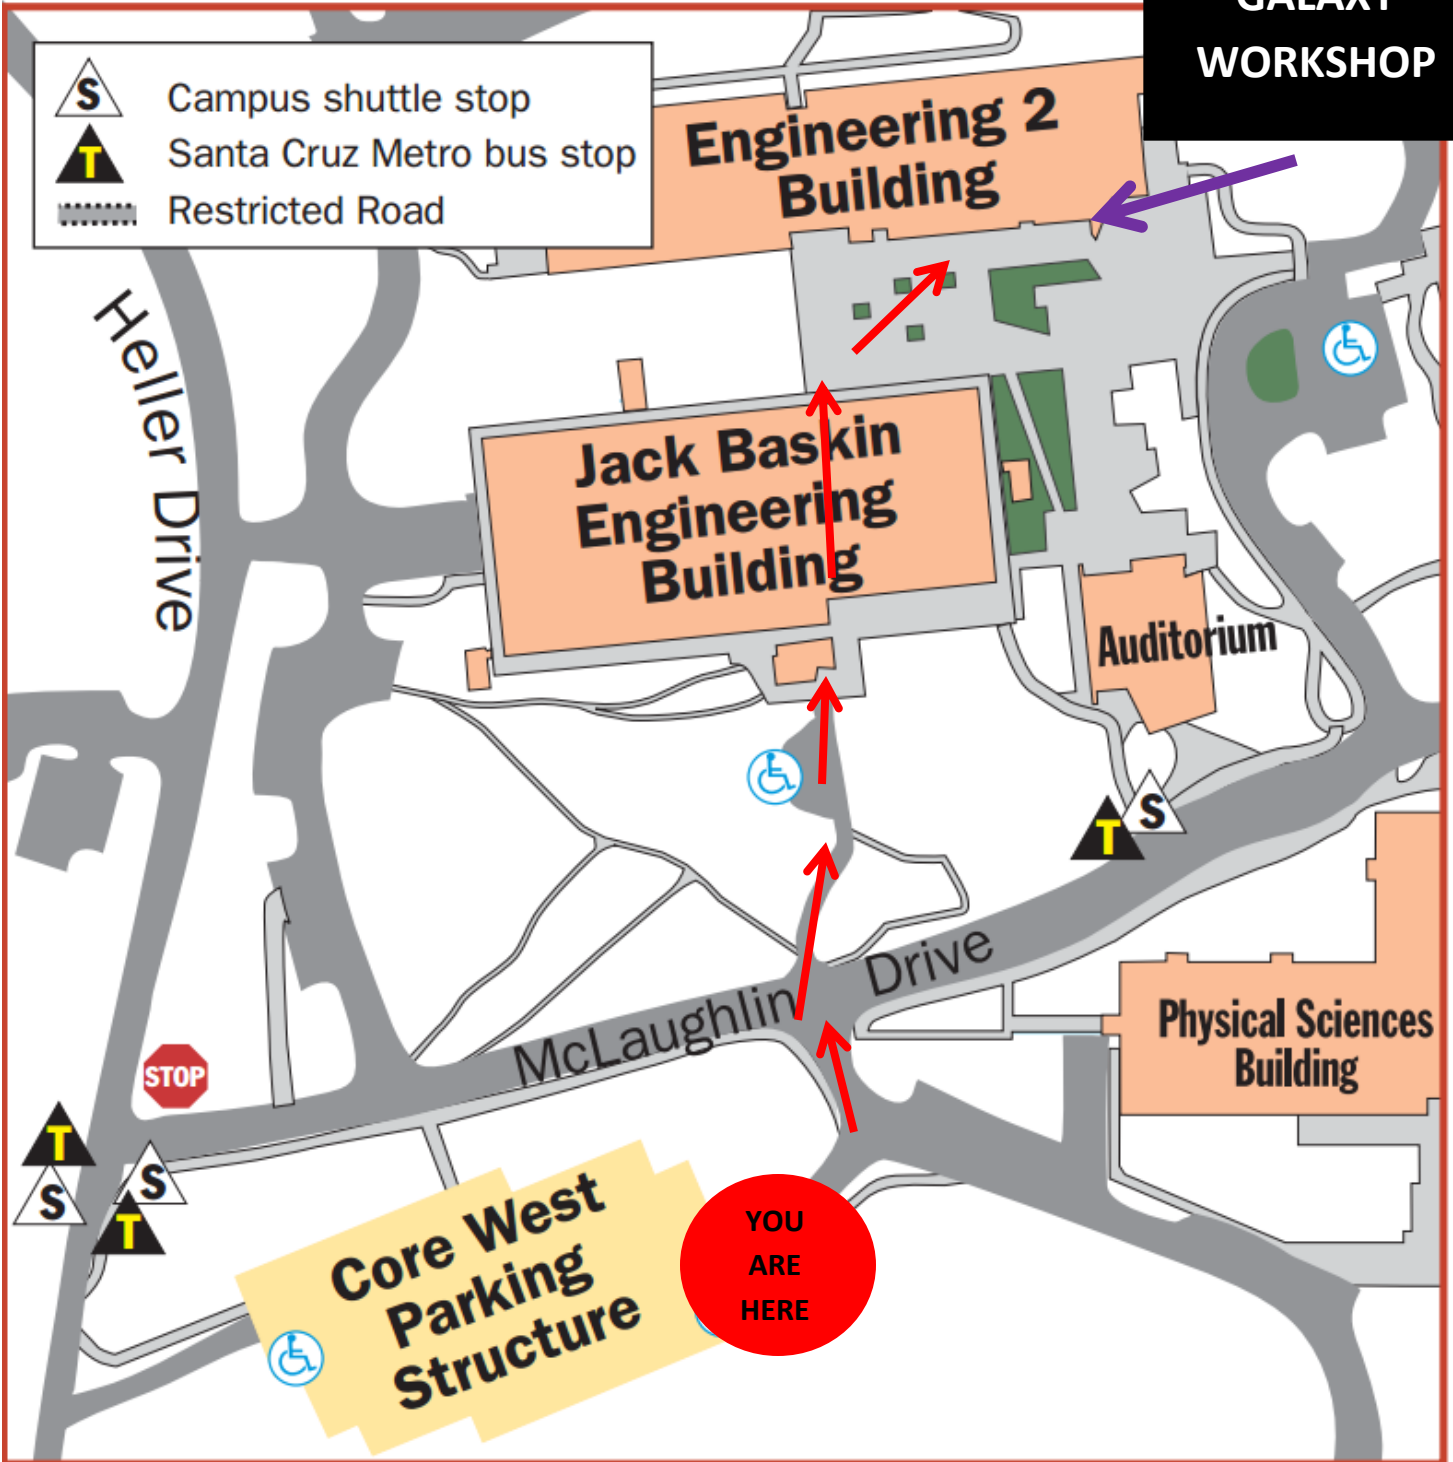 GALAXY
WORKSHOP
S Campus shuttle stop
T Santa Cruz Metro bus stop
Restricted Road
Engineering 2
Building
Heller Drive
Jack Baskin
Engineering
Building
Auditorium
S
T
McLaughlin Drive
Physical Sciences
Building
STOP
T
S
S
T
Core West
Parking
Structure
YOU
ARE
HERE